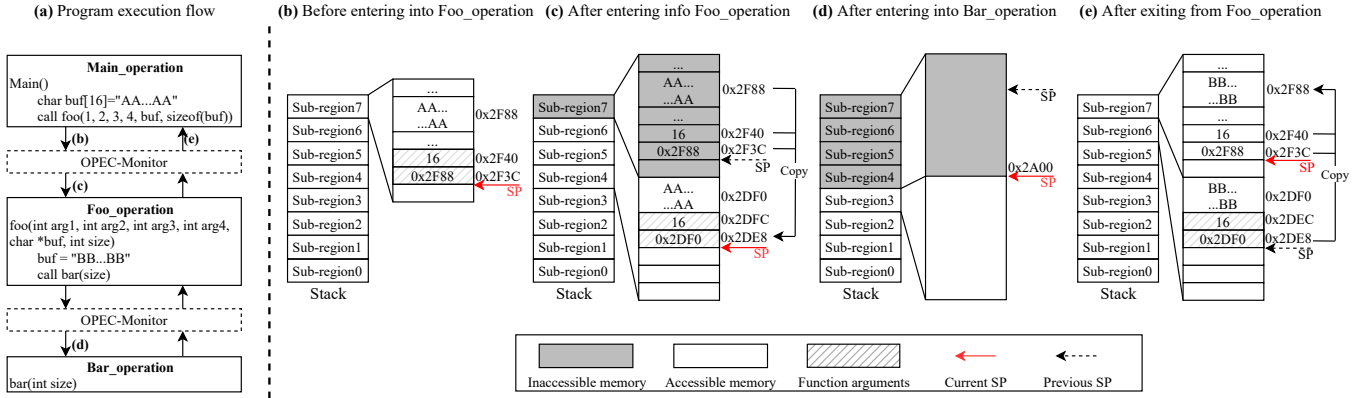 (a) Program execution flow
Main_operation
Main()
char buf[16]="AA...AA"
call foo(1, 2, 3, 4, buf, sizeof(buf))
(b)
(e)
OPEC-Monitor
(c)
Foo_operation
foo(int arg1, int arg2, int arg3, int arg4,
char *buf, int size)
buf = "BB...BB"
call bar(size)
OPEC-Monitor
(d)
Bar_operation
bar(int size)
(b) Before entering into Foo_operation
Sub-region7
Sub-region6
Sub-region5
Sub-region4
Sub-region3
Sub-region2
Sub-region1
Sub-region0
Stack
...
AA...
...AA
0x2F88
...
16
0x2F40
0x2F88
0x2F3C
SP
(c) After entering info Foo_operation
Sub-region7
Sub-region6
Sub-region5
Sub-region4
Sub-region3
Sub-region2
Sub-region1
Sub-region0
Stack
...
AA...
...AA
0x2F88
...
16
0x2F40
0x2F88
0x2F3C
SP
Copy
AA...
...AA
0x2DF0
16
0x2DFC
0x2DF0
0x2DE8
SP
(d) After entering into Bar_operation
Sub-region7
Sub-region6
Sub-region5
Sub-region4
Sub-region3
Sub-region2
Sub-region1
Sub-region0
Stack
SP
0x2A00
SP
(e) After exiting from Foo_operation
Sub-region7
Sub-region6
Sub-region5
Sub-region4
Sub-region3
Sub-region2
Sub-region1
Sub-region0
Stack
...
BB...
...BB
0x2F88
...
16
0x2F40
0x2F88
0x2F3C
SP
Copy
BB...
...BB
0x2DF0
16
0x2DEC
0x2DF0
0x2DE8
SP
Inaccessible memory
Accessible memory
Function arguments
Current SP
Previous SP